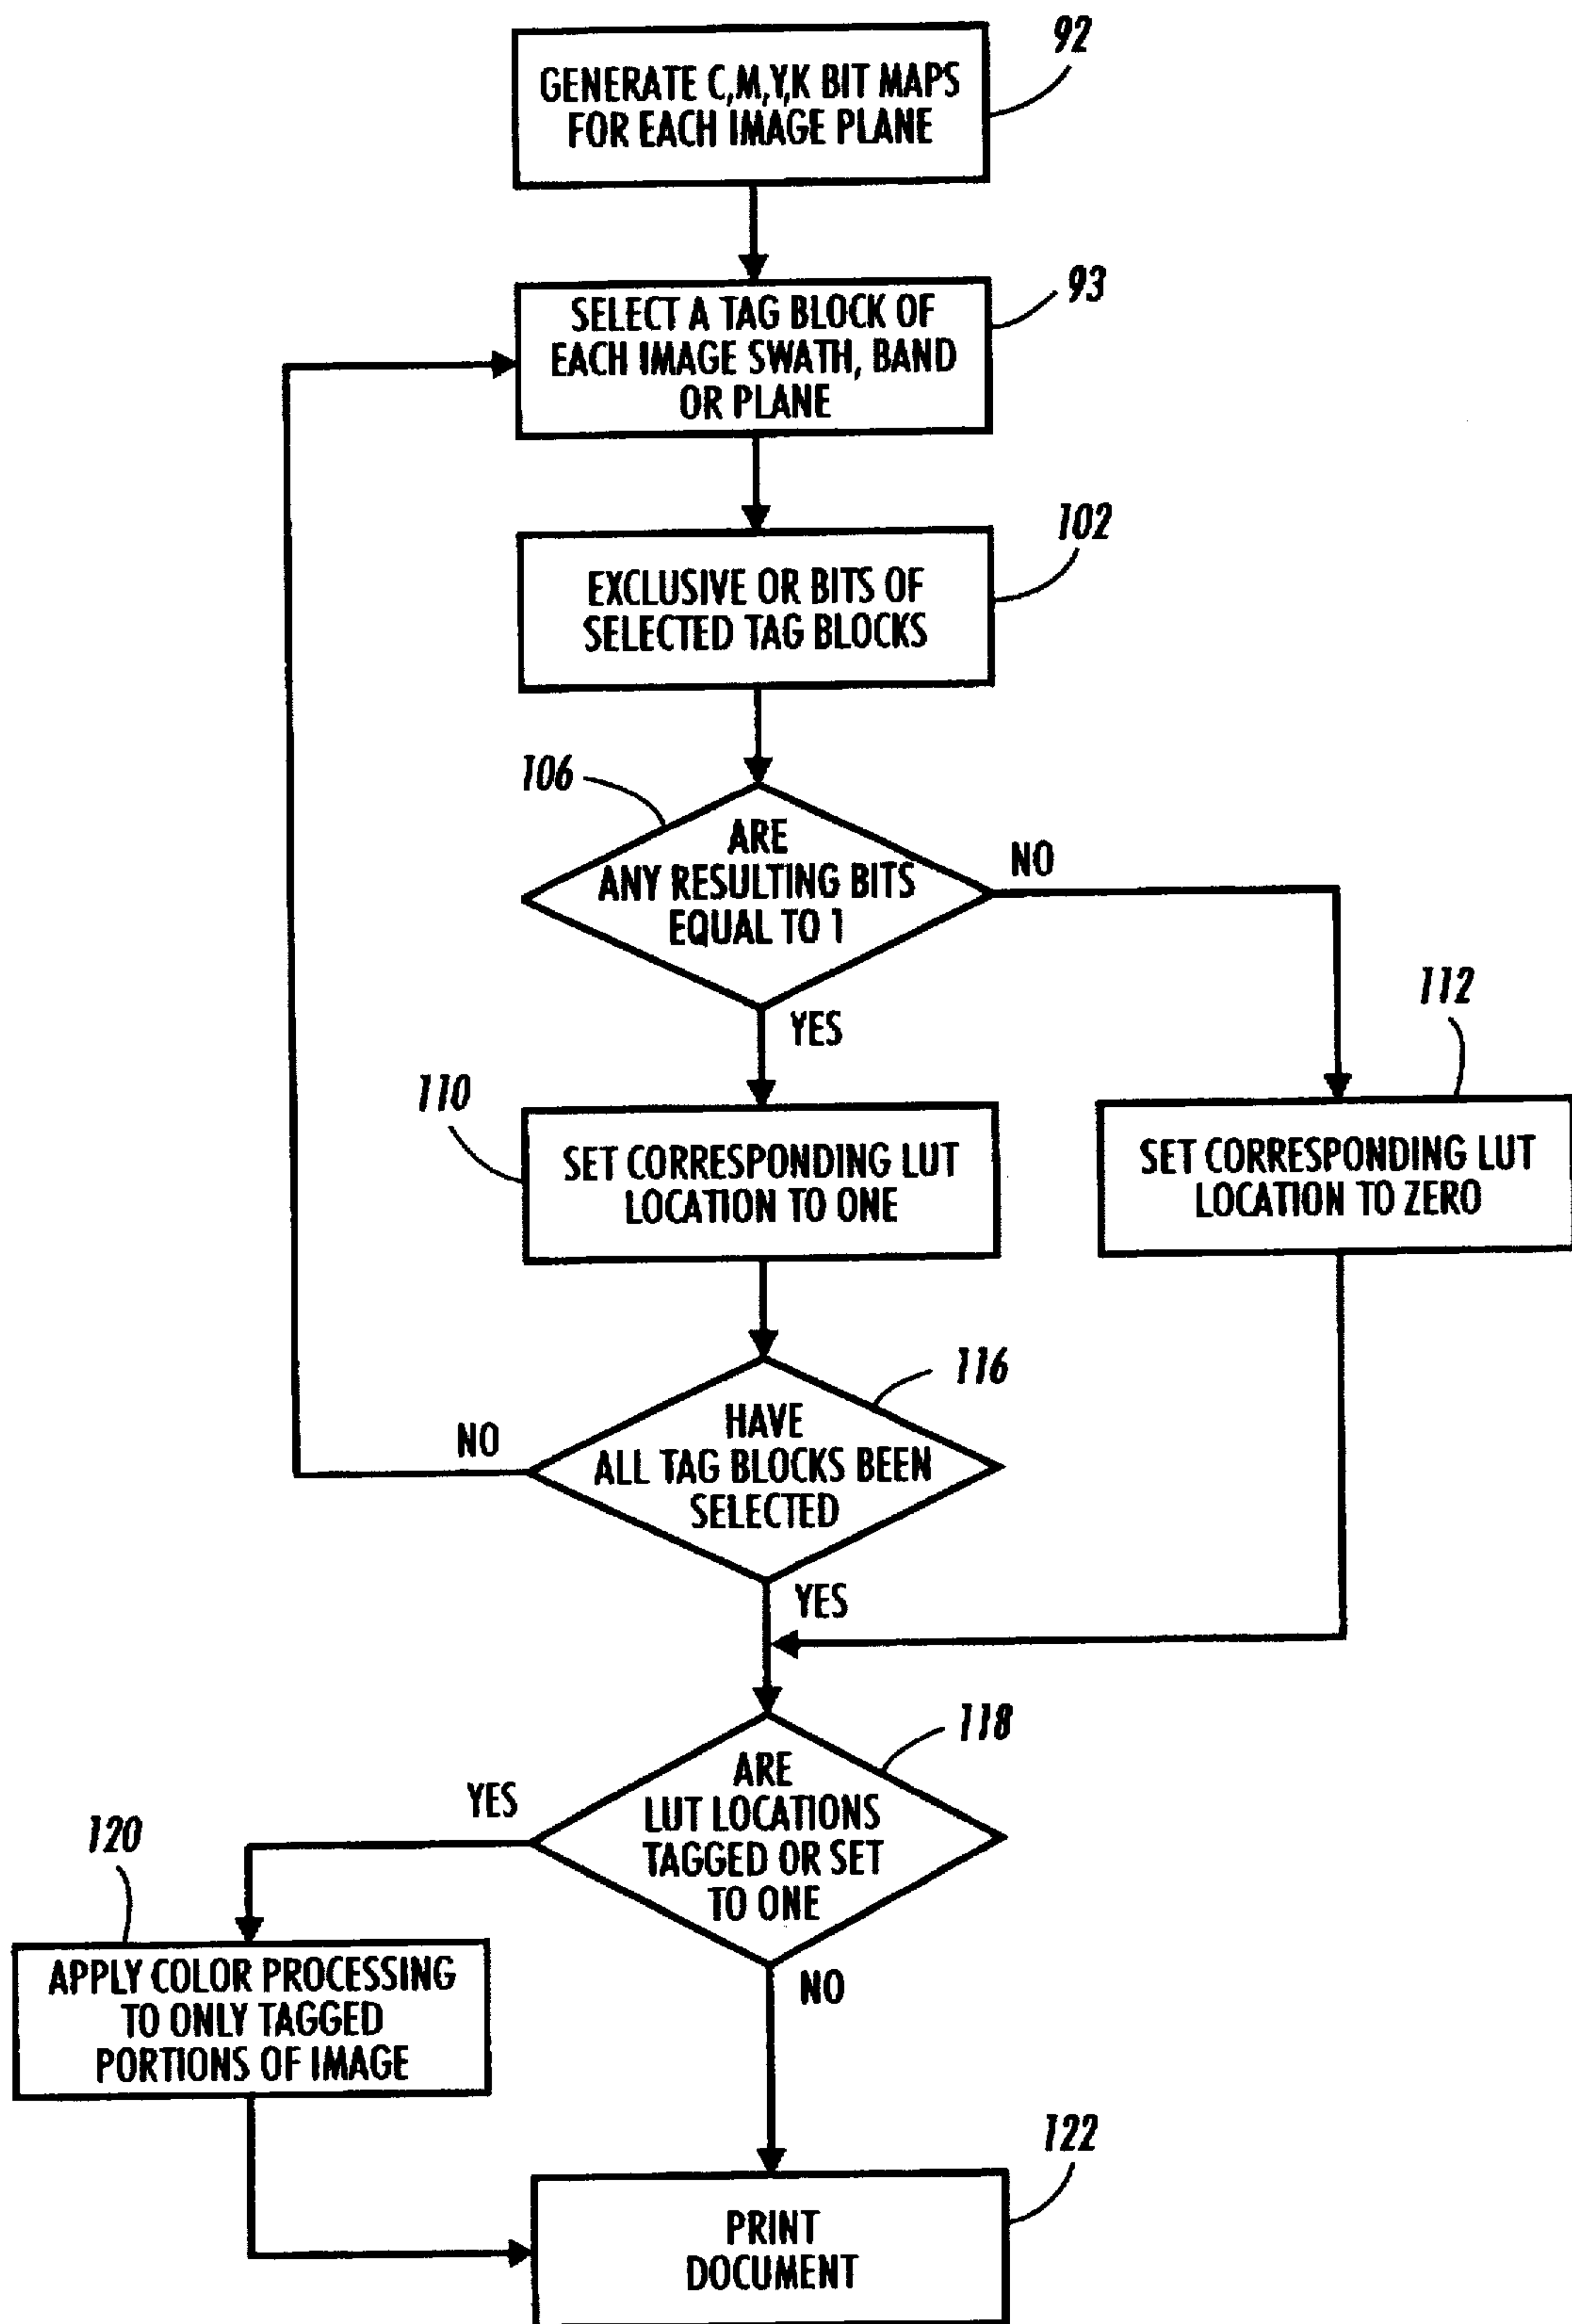 92
GENERATE C,M,Y,K BIT MAPS
FOR EACH IMAGE PLANE
93
SELECT A TAG BLOCK OF
EACH IMAGE SWATH, BAND
OR PLANE
102
EXCLUSIVE OR BITS OF
SELECTED TAG BLOCKS
106
ARE
ANY RESULTING BITS
EQUAL TO 1
NO
YES
112
110
SET CORRESPONDING LUT
LOCATION TO ONE
SET CORRESPONDING LUT
LOCATION TO ZERO
116
HAVE
ALL TAG BLOCKS BEEN
SELECTED
NO
YES
118
ARE
LUT LOCATIONS
TAGGED OR SET
TO ONE
YES
NO
120
APPLY COLOR PROCESSING
TO ONLY TAGGED
PORTIONS OF IMAGE
122
PRINT
DOCUMENT